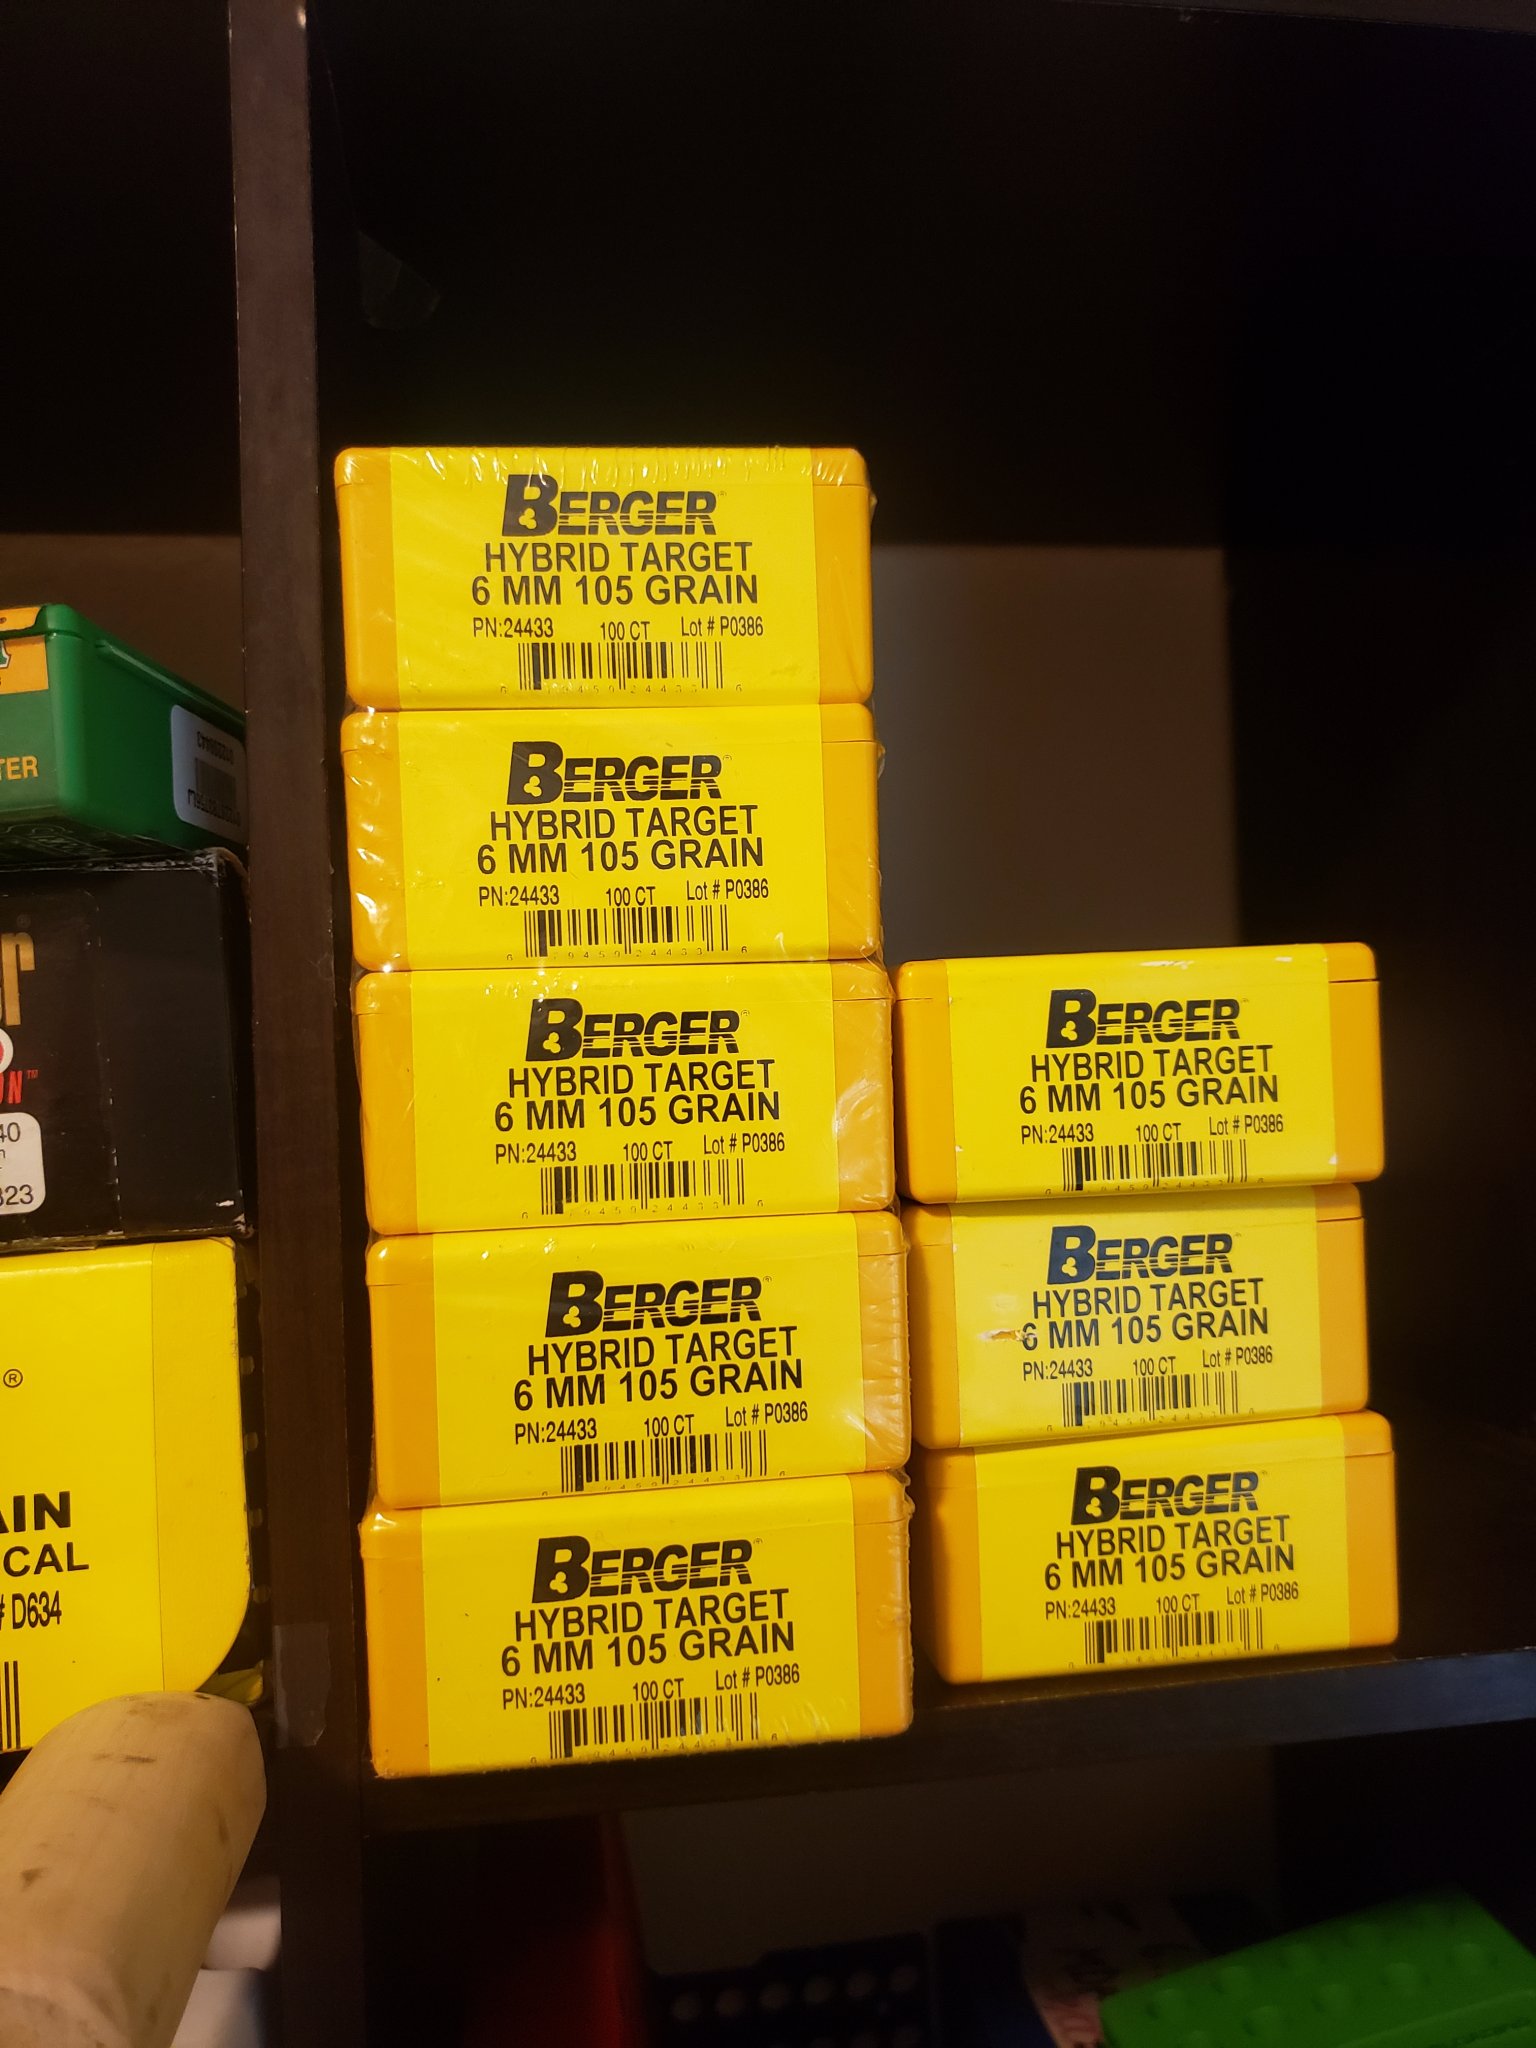 BERGER®
HYBRID TARGET
6 MM 105 GRAIN
PN:24433 100 CT Lot # P0386
BERGER®
HYBRID TARGET
6 MM 105 GRAIN
PN:24433 100 CT Lot # P0386
BERGER®
HYBRID TARGET
6 MM 105 GRAIN
PN:24433 100 CT Lot # P0386
BERGER®
HYBRID TARGET
6 MM 105 GRAIN
PN:24433 100 CT Lot # P0386
BERGER®
HYBRID TARGET
6 MM 105 GRAIN
PN:24433 100 CT Lot # P0386
BERGER
HYBRID TARGET
6 MM 105 GRAIN
PN:24433 100 CT Lot # P0386
BERGER
HYBRID TARGET
6 MM 105 GRAIN
PN:24433 100 CT Lot # P0386
BERGER
HYBRID TARGET
6 MM 105 GRAIN
PN:24433 100 CT Lot # P0386
TER
r
ON™
40
323
®
AIN
CAL
# D634